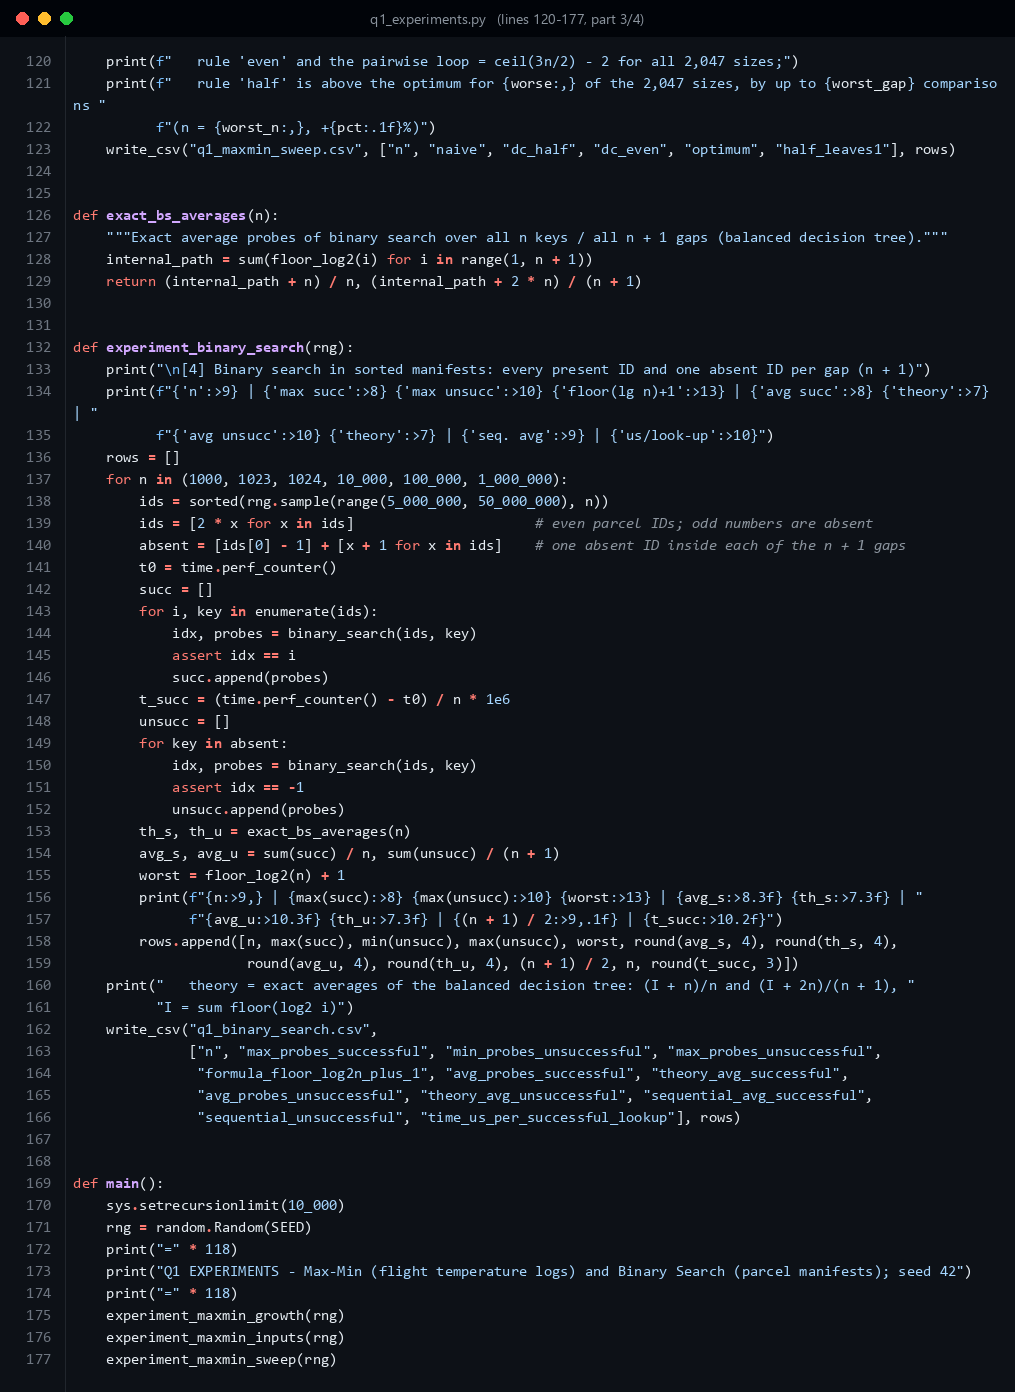 q1_experiments.py   (lines 120-177, part 3/4)
120    print(f"   rule 'even' and the pairwise loop = ceil(3n/2) - 2 for all 2,047 sizes;")
121    print(f"   rule 'half' is above the optimum for {worse:,} of the 2,047 sizes, by up to {worst_gap} compariso
ns "
122          f"(n = {worst_n:,}, +{pct:.1f}%)")
123    write_csv("q1_maxmin_sweep.csv", ["n", "naive", "dc_half", "dc_even", "optimum", "half_leaves1"], rows)
124
125
126 def exact_bs_averages(n):
127    """Exact average probes of binary search over all n keys / all n + 1 gaps (balanced decision tree)."""
128    internal_path = sum(floor_log2(i) for i in range(1, n + 1))
129    return (internal_path + n) / n, (internal_path + 2 * n) / (n + 1)
130
131
132 def experiment_binary_search(rng):
133    print("\n[4] Binary search in sorted manifests: every present ID and one absent ID per gap (n + 1)")
134    print(f"{'n':>9} | {'max succ':>8} {'max unsucc':>10} {'floor(lg n)+1':>13} | {'avg succ':>8} {'theory':>7}
| "
135          f"{'avg unsucc':>10} {'theory':>7} | {'seq. avg':>9} | {'us/look-up':>10}")
136    rows = []
137    for n in (1000, 1023, 1024, 10_000, 100_000, 1_000_000):
138        ids = sorted(rng.sample(range(5_000_000, 50_000_000), n))
139        ids = [2 * x for x in ids]                      # even parcel IDs; odd numbers are absent
140        absent = [ids[0] - 1] + [x + 1 for x in ids]    # one absent ID inside each of the n + 1 gaps
141        t0 = time.perf_counter()
142        succ = []
143        for i, key in enumerate(ids):
144            idx, probes = binary_search(ids, key)
145            assert idx == i
146            succ.append(probes)
147        t_succ = (time.perf_counter() - t0) / n * 1e6
148        unsucc = []
149        for key in absent:
150            idx, probes = binary_search(ids, key)
151            assert idx == -1
152            unsucc.append(probes)
153        th_s, th_u = exact_bs_averages(n)
154        avg_s, avg_u = sum(succ) / n, sum(unsucc) / (n + 1)
155        worst = floor_log2(n) + 1
156        print(f"{n:>9,} | {max(succ):>8} {max(unsucc):>10} {worst:>13} | {avg_s:>8.3f} {th_s:>7.3f} | "
157              f"{avg_u:>10.3f} {th_u:>7.3f} | {(n + 1) / 2:>9,.1f} | {t_succ:>10.2f}")
158        rows.append([n, max(succ), min(unsucc), max(unsucc), worst, round(avg_s, 4), round(th_s, 4),
159                     round(avg_u, 4), round(th_u, 4), (n + 1) / 2, n, round(t_succ, 3)])
160    print("   theory = exact averages of the balanced decision tree: (I + n)/n and (I + 2n)/(n + 1), "
161          "I = sum floor(log2 i)")
162    write_csv("q1_binary_search.csv",
163              ["n", "max_probes_successful", "min_probes_unsuccessful", "max_probes_unsuccessful",
164               "formula_floor_log2n_plus_1", "avg_probes_successful", "theory_avg_successful",
165               "avg_probes_unsuccessful", "theory_avg_unsuccessful", "sequential_avg_successful",
166               "sequential_unsuccessful", "time_us_per_successful_lookup"], rows)
167
168
169 def main():
170    sys.setrecursionlimit(10_000)
171    rng = random.Random(SEED)
172    print("=" * 118)
173    print("Q1 EXPERIMENTS - Max-Min (flight temperature logs) and Binary Search (parcel manifests); seed 42")
174    print("=" * 118)
175    experiment_maxmin_growth(rng)
176    experiment_maxmin_inputs(rng)
177    experiment_maxmin_sweep(rng)